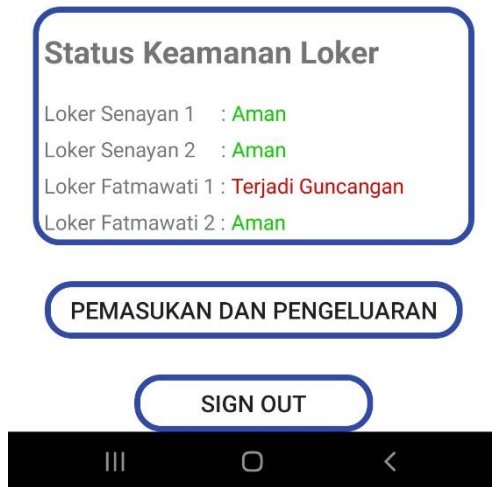 Status Keamanan Loker
Loker Senayan 1 : Aman
Loker Senayan 2 : Aman
Loker Fatmawati 1 : Terjadi Guncangan
Loker Fatmawati 2 : Aman
PEMASUKAN DAN PENGELUARAN
SIGN OUT